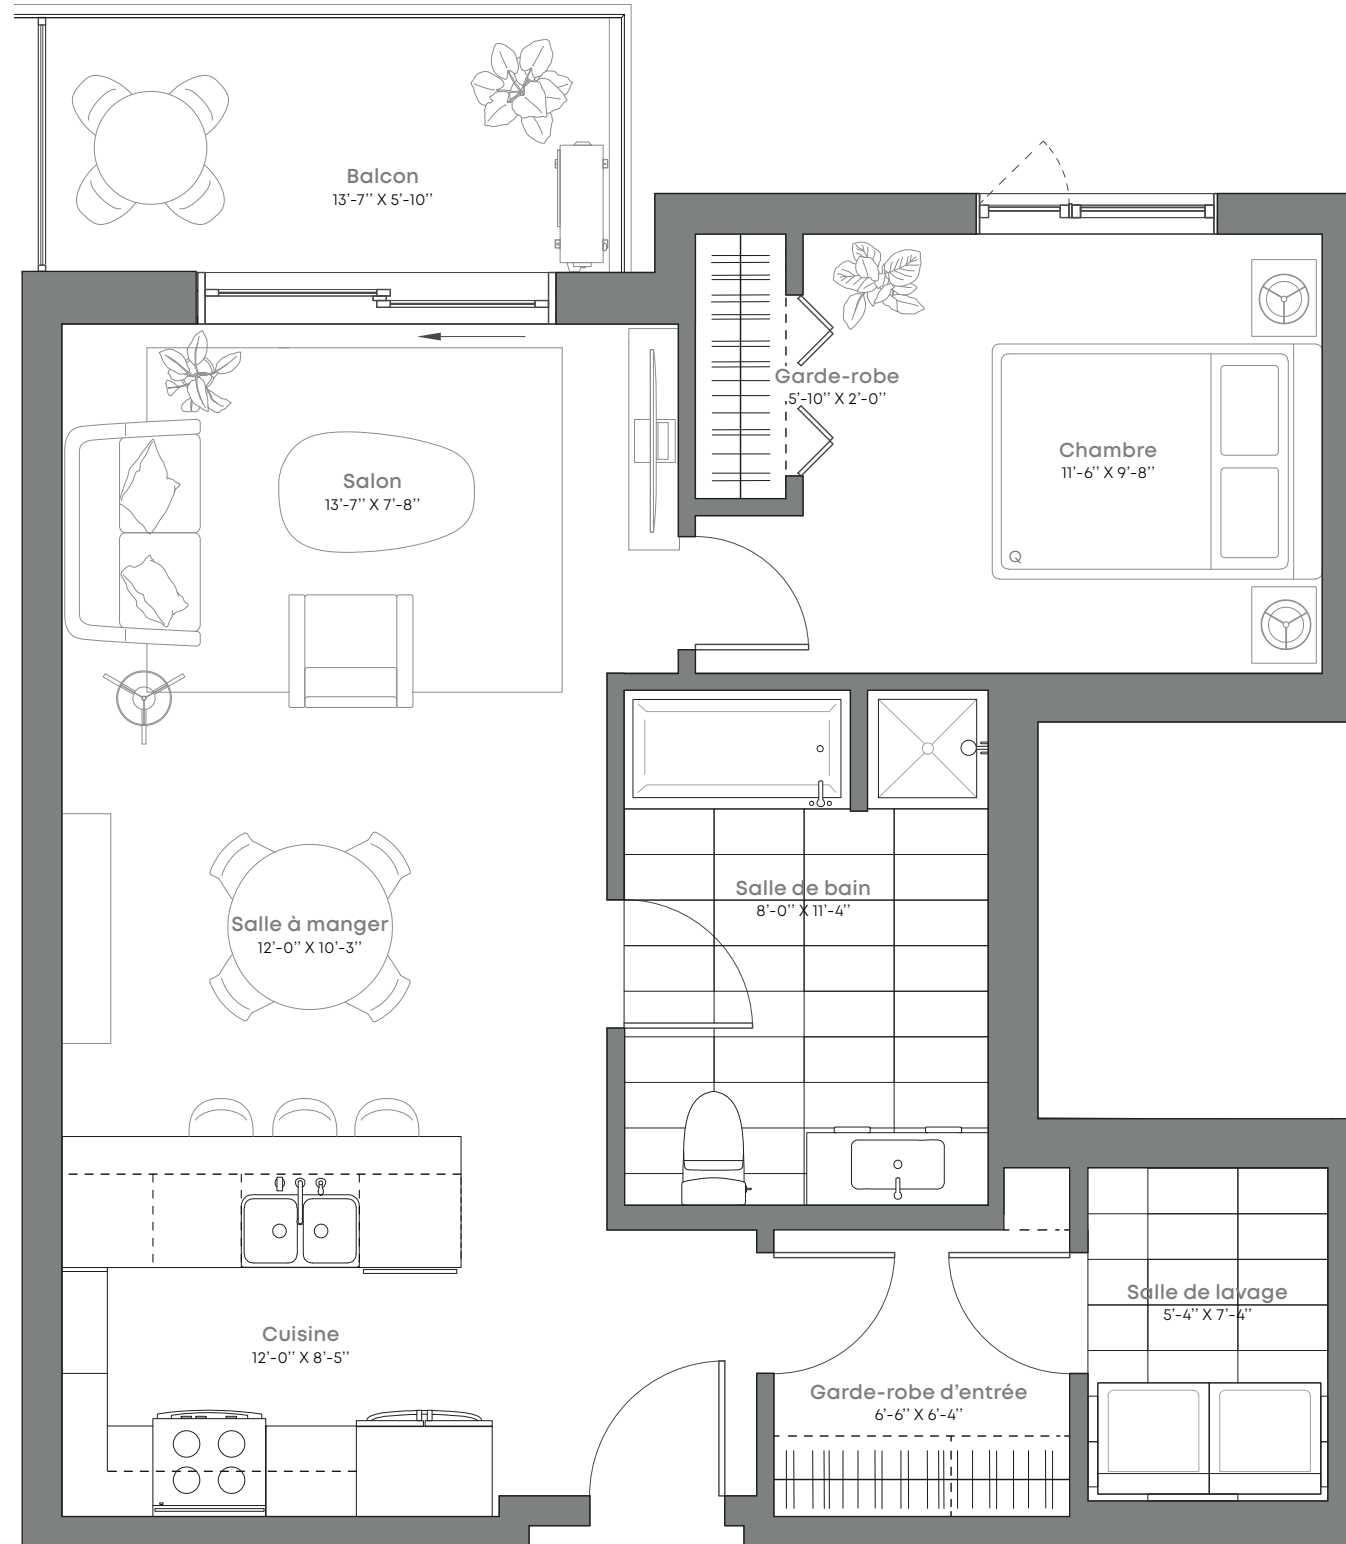 Balcon
13’-7’’ X 5’-10’’
Garde-robe
5’-10’’ X 2’-0’’
Chambre
11’-6’’ X 9’-8’’
Salon
13’-7’’ X 7’-8’’
Q
Salle de bain
8’-0’’ X 11’-4’’
Salle à manger
12’-0’’ X 10’-3’’
Salle de lavage
5’-4’’ X 7’-4’’
Cuisine
12’-0’’ X 8’-5’’
Garde-robe d’entrée
6’-6’’ X 6’-4’’